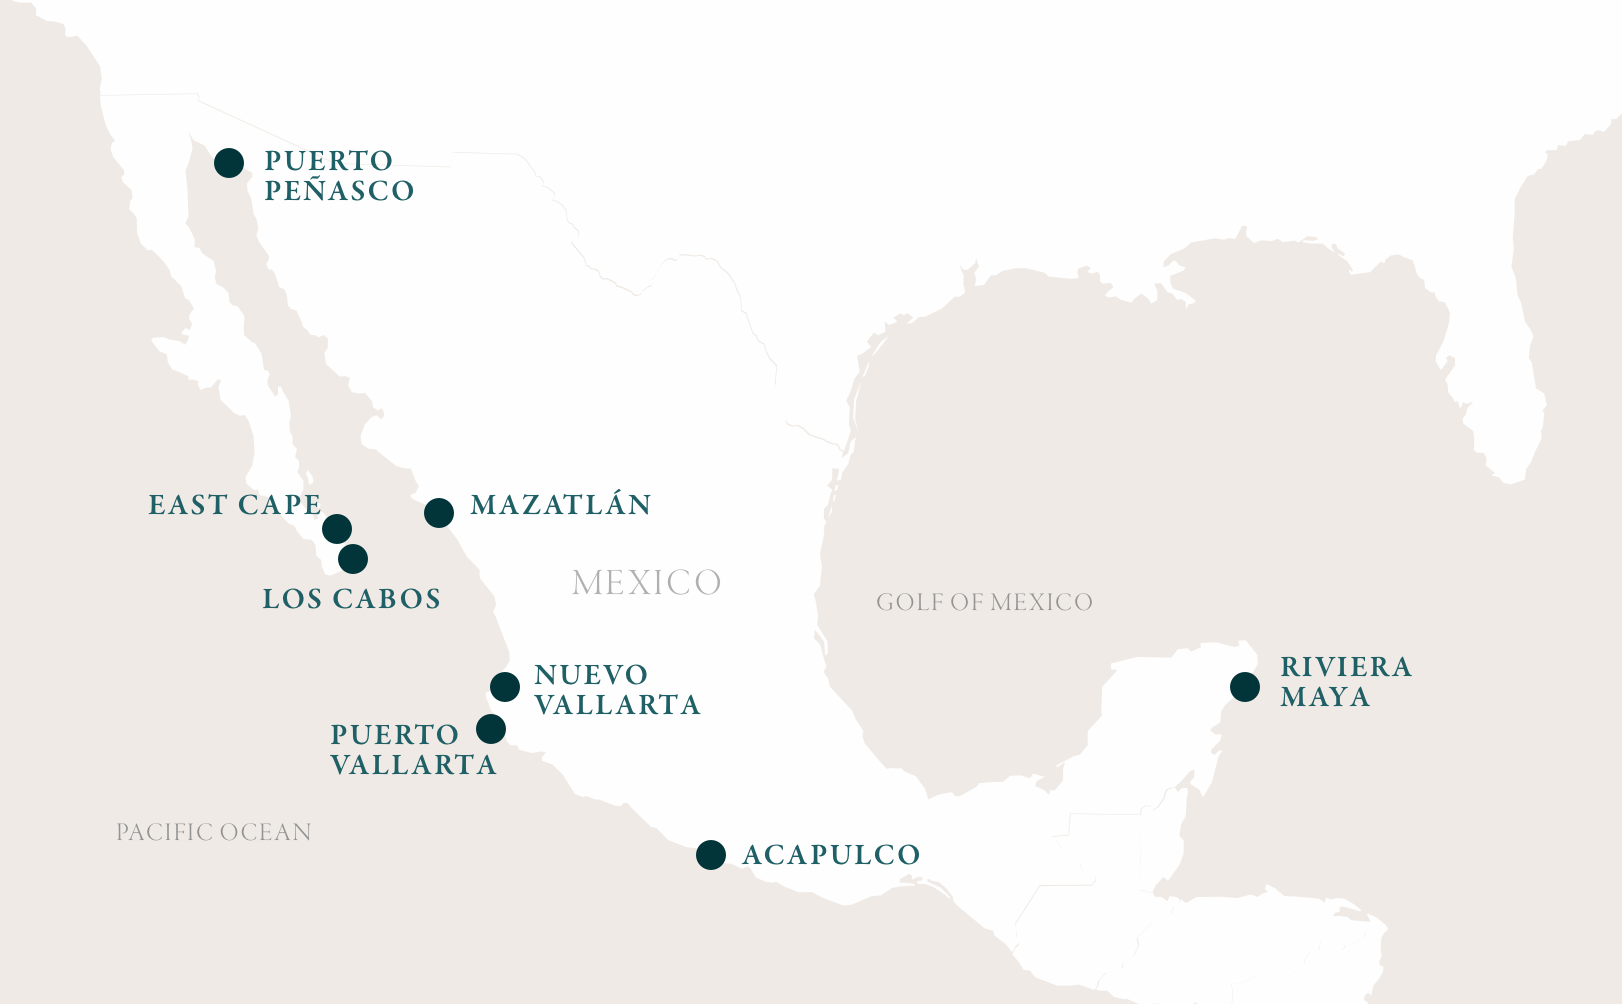 PUERTO
PEÑASCO
EAST CAPE
MAZATLÁN
LOS CABOS
MEXICO
GOLF OF MEXICO
NUEVO
VALLARTA
RIVIERA
MAYA
PUERTO
VALLARTA
PACIFIC OCEAN
ACAPULCO